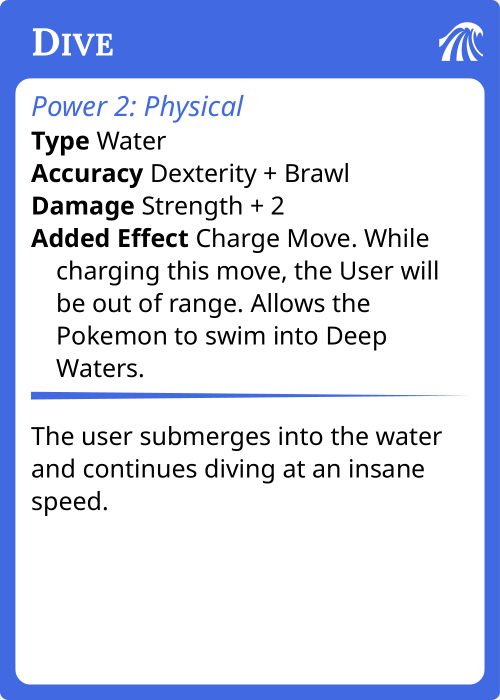 Dive
Power 2: Physical
Type Water
Accuracy Dexterity + Brawl
Damage Strength + 2
Added Effect Charge Move. While
charging this move, the User will
be out of range. Allows the
Pokemon to swim into Deep
Waters.
The user submerges into the water
and continues diving at an insane
speed.